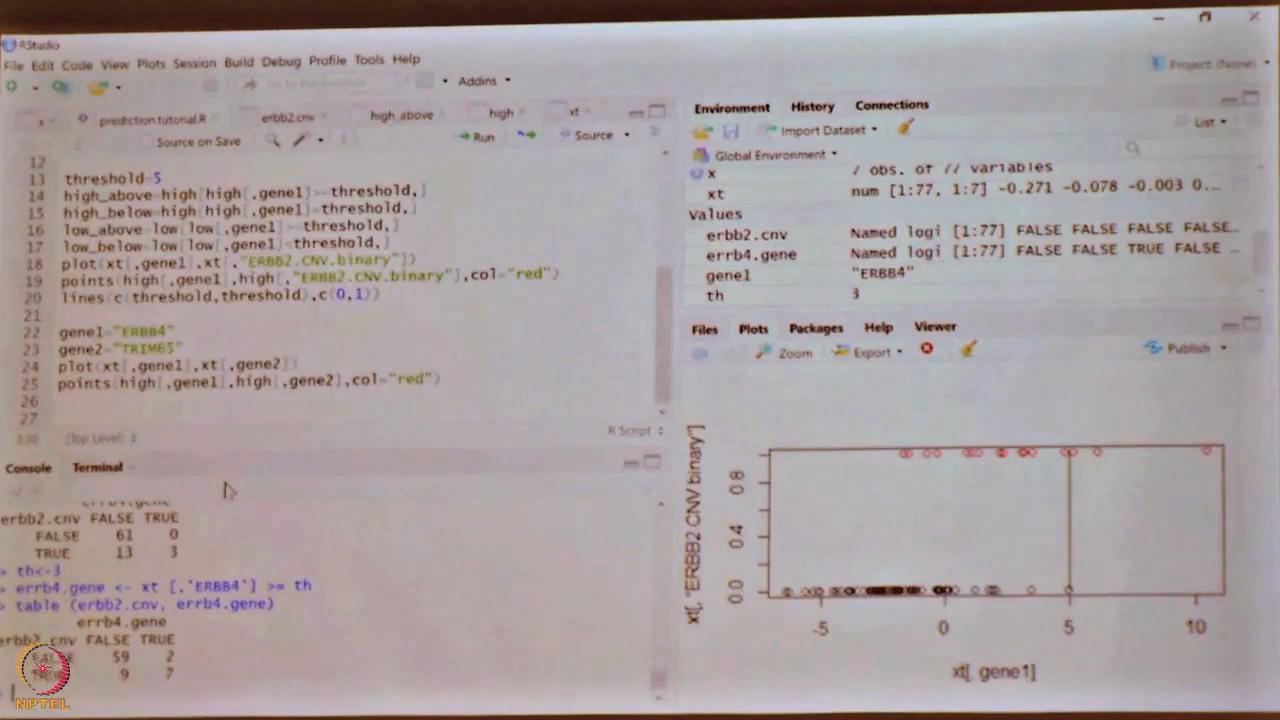 RStudio
File Edit Code View Plots Session Build Debug Profile Tools Help
Addins
Project: (None)
x prediction.tutorial.R erbb2.cnv high_above high xt
Source on Save Run Source
12
13 threshold=5
14 high_above=high[high[,gene1]>=threshold,]
15 high_below=high[high[,gene1]<threshold,]
16 low_above=low[low[,gene1]>=threshold,]
17 low_below=low[low[,gene1]<threshold,]
18 plot(xt[,gene1],xt[,"ERBB2.CNV.binary"])
19 points(high[,gene1],high[,"ERBB2.CNV.binary"],col="red")
20 lines(c(threshold,threshold),c(0,1))
21
22 gene1="ERBB4"
23 gene2="TRIM65"
24 plot(xt[,gene1],xt[,gene2])
25 points(high[,gene1],high[,gene2],col="red")
26
27
(Top Level) R Script
Console Terminal
errb4.gene
erbb2.cnv FALSE TRUE
FALSE 61 0
TRUE 13 3
> th<-3
> errb4.gene <- xt [,'ERBB4'] >= th
> table (erbb2.cnv, errb4.gene)
errb4.gene
erbb2.cnv FALSE TRUE
FALSE 59 2
TRUE 9 7
>
NPTEL
Environment History Connections
Import Dataset List
Global Environment
x 7 obs. of 77 variables
xt num [1:77, 1:7] -0.271 -0.078 -0.003 0...
Values
erbb2.cnv Named logi [1:77] FALSE FALSE FALSE FALSE...
errb4.gene Named logi [1:77] FALSE FALSE TRUE FALSE ...
gene1 "ERBB4"
th 3
Files Plots Packages Help Viewer
Zoom Export Publish
xt[, "ERBB2.CNV.binary"]
0.8
0.4
0.0
-5 0 5 10
xt[, gene1]